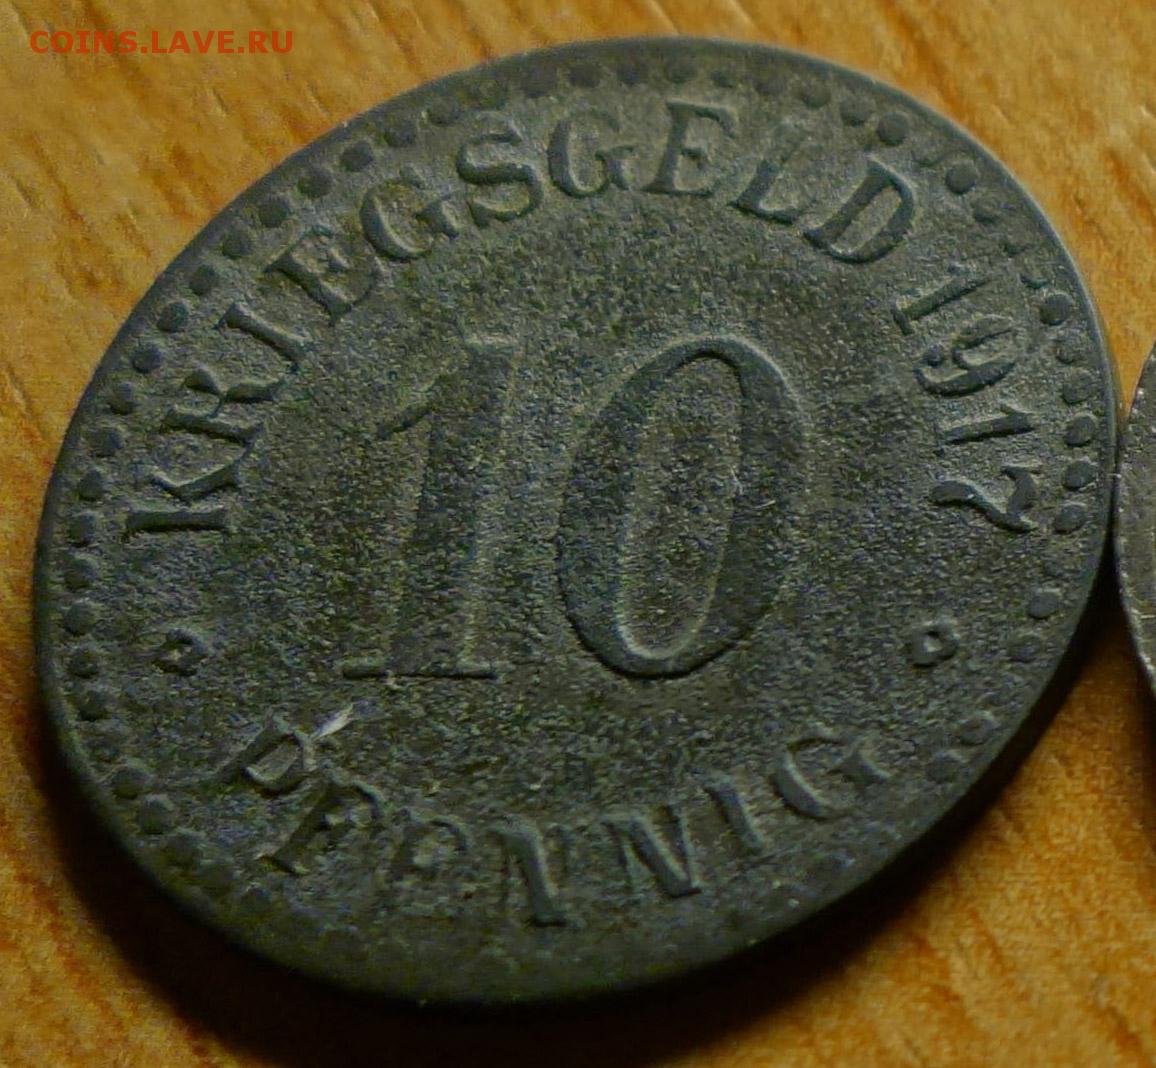 COINS.LAVE.RU
KRIEGSGELD 1917
10
PFENNIG